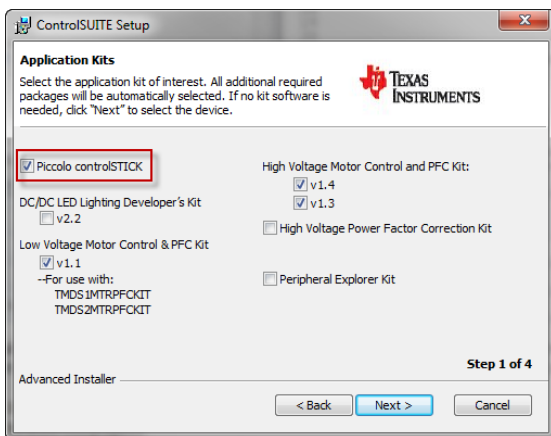 ControlSUITE Setup
Application Kits
Select the application kit of interest. All additional required
packages will be automatically selected. If no kit software is
needed, click "Next" to select the device.
TEXAS
INSTRUMENTS
Piccolo controlSTICK
DC/DC LED Lighting Developer's Kit
v2.2
Low Voltage Motor Control & PFC Kit
v1.1
--For use with:
TMDS1MTRPFCKIT
TMDS2MTRPFCKIT
High Voltage Motor Control and PFC Kit:
v1.4
v1.3
High Voltage Power Factor Correction Kit
Peripheral Explorer Kit
Step 1 of 4
Advanced Installer
< Back
Next >
Cancel